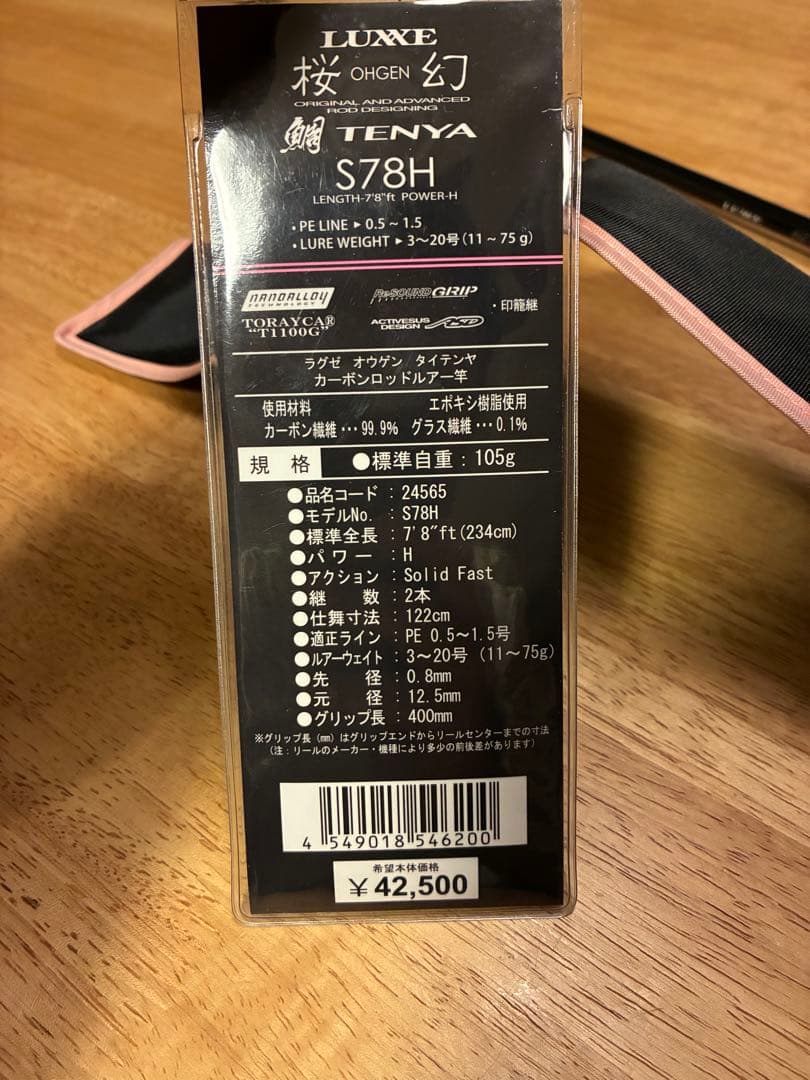 LUXXE
桜 OHGEN 幻
ORIGINAL AND ADVANCED
ROD DESIGNING
鯛 TENYA
S78H
LENGTH-7'8"ft POWER-H
・PE LINE ▶ 0.5 ~ 1.5
・LURE WEIGHT ▶ 3~20号 (11 ~ 75 g)
NANOALLOY ReSOUND GRIP
TECHNOLOGY ・印籠継
TORAYCA® ACTIVESUS
"T1100G" DESIGN
ラグゼ オウゲン タイテンヤ
カーボンロッドルアー竿
使用材料 エポキシ樹脂使用
カーボン繊維・・・99.9% グラス繊維・・・0.1%
規 格 ●標準自重:105g
●品名コード:24565
●モデルNo.:S78H
●標準全長:7'8"ft(234cm)
●パワー:H
●アクション:Solid Fast
●継 数:2本
●仕舞寸法:122cm
●適正ライン:PE 0.5~1.5号
●ルアーウェイト:3~20号 (11~75g)
●先 径:0.8mm
●元 径:12.5mm
●グリップ長:400mm
※グリップ長(mm)はグリップエンドからリールセンターまでの寸法
(注:リールのメーカー・機種により多少の前後差があります)
4 549018 546200
希望本体価格
¥ 42,500